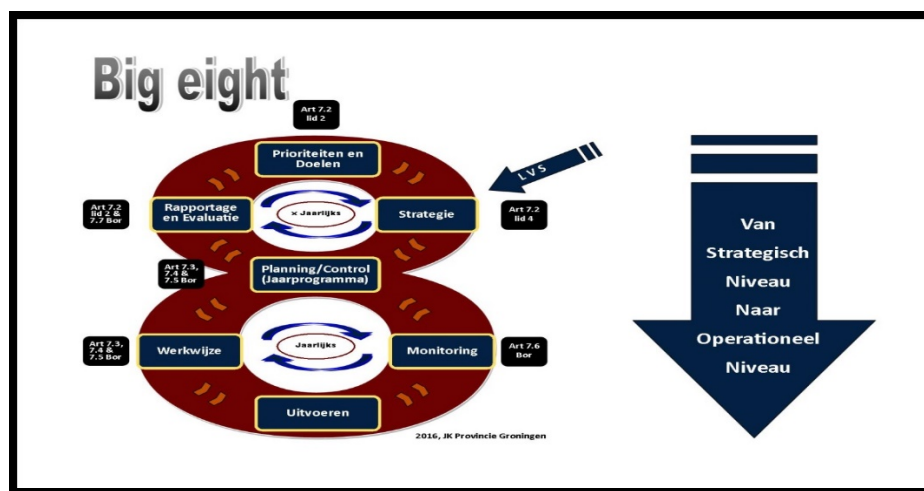 Big eight
Art 7.2
lid 2
Prioriteiten en
Doelen
LVS
Art 7.2
lid 2 &
7.7 Bor
Rapportage
en Evaluatie
x Jaarlijks
Strategie
Art 7.2
lid 4
Art 7.3,
7.4 &
7.5 Bor
Planning/Control
(Jaarprogramma)
Art 7.3,
7.4 &
7.5 Bor
Werkwijze
Jaarlijks
Monitoring
Art 7.6
Bor
Uitvoeren
2016, JK Provincie Groningen
Van
Strategisch
Niveau
Naar
Operationeel
Niveau